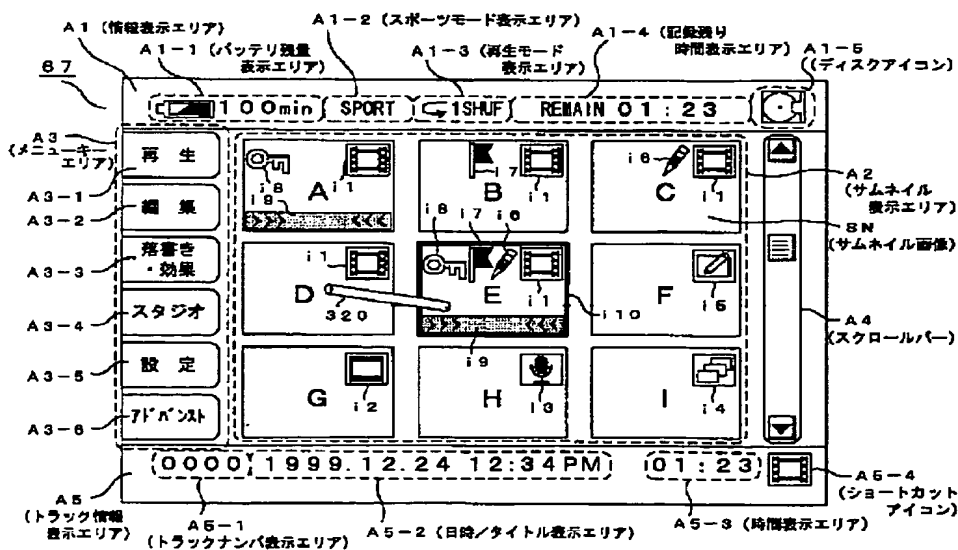 A1-2 (スポーツモード表示エリア)
A1 (情報表示エリア)
A1-4 (記録残り
時間表示エリア)
A1-1 (バッテリ残量
表示エリア)
A1-3 (再生モード
表示エリア)
A1-5
(ディスクアイコン)
67
100min
SPORT
1SHUF
REMAIN 01:23
A3
(メニューキー
エリア)
再生
A3-1
編集
A3-2
落書き
・効果
A3-3
スタジオ
A3-4
設定
A3-5
アドバンスト
A3-6
A
i8
i1
i9
B
i7
i1
C
i6
i1
D
i1
320
E
i8
i7
i6
i1
i9
i10
F
i5
G
i2
H
i3
I
i4
A2
(サムネイル
表示エリア)
SN
(サムネイル画像)
A4
(スクロールバー)
0000
1999.12.24 12:34PM
01:23
A5
(トラック情報
表示エリア)
A5-1
(トラックナンバ表示エリア)
A5-2 (日時/タイトル表示エリア)
A5-3 (時間表示エリア)
A5-4
(ショートカット
アイコン)